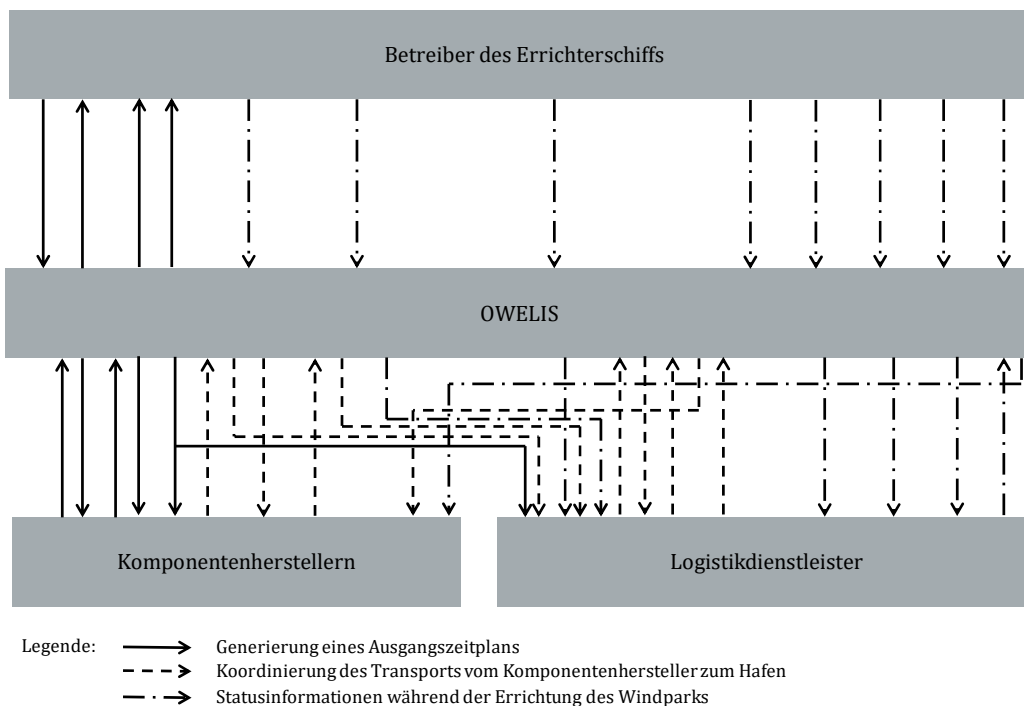 Betreiber des Errichterschiffs
OWELIS
Komponentenherstellern
Logistikdienstleister
Legende:
Generierung eines Ausgangszeitplans
Koordinierung des Transports vom Komponentenhersteller zum Hafen
Statusinformationen während der Errichtung des Windparks